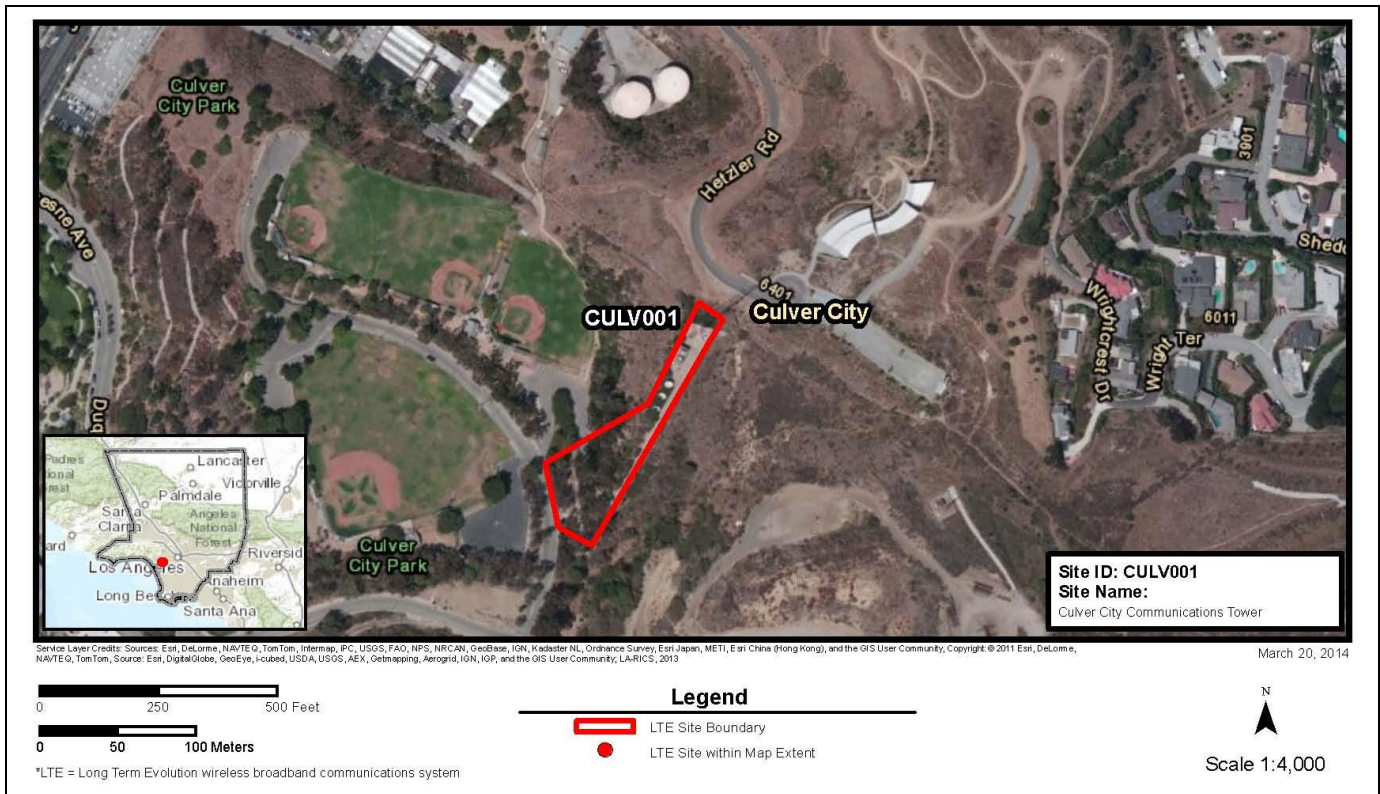 Culver
City Park
Hetzler Rd
3901
esne Ave
Shedd
6401
CULV001
Culver City
Wrightcrest Dr
6011
Wright Ter
Duq
Culver
City Park
Padres
Lancaster
Victorville
Palmdale
Angeles
National
Forest
Riversid
Los Angeles
Anaheim
Long Be
Santa Ana
Site ID: CULV001
Site Name:
Culver City Communications Tower
Service Layer Credits: Sources: Esri, DeLorme, NAVTEQ, TomTom, Intermap, iPC, USGS, FAO, NPS, NRCAN, GeoBase, IGN, Kadaster NL, Ordnance Survey, Esri Japan, METI, Esri China (Hong Kong), and the GIS User Community, Copyright: © 2011 Esri, DeLorme,
NAVTEQ, TomTom, Source: Esri, DigitalGlobe, GeoEye, i-cubed, USDA, USGS, AEX, Getmapping, Aerogrid, IGN, IGP, and the GIS User Community; LA-RICS, 2013
March 20, 2014
0 250 500 Feet
0 50 100 Meters
*LTE = Long Term Evolution wireless broadband communications system
Legend
LTE Site Boundary
LTE Site within Map Extent
N
Scale 1:4,000